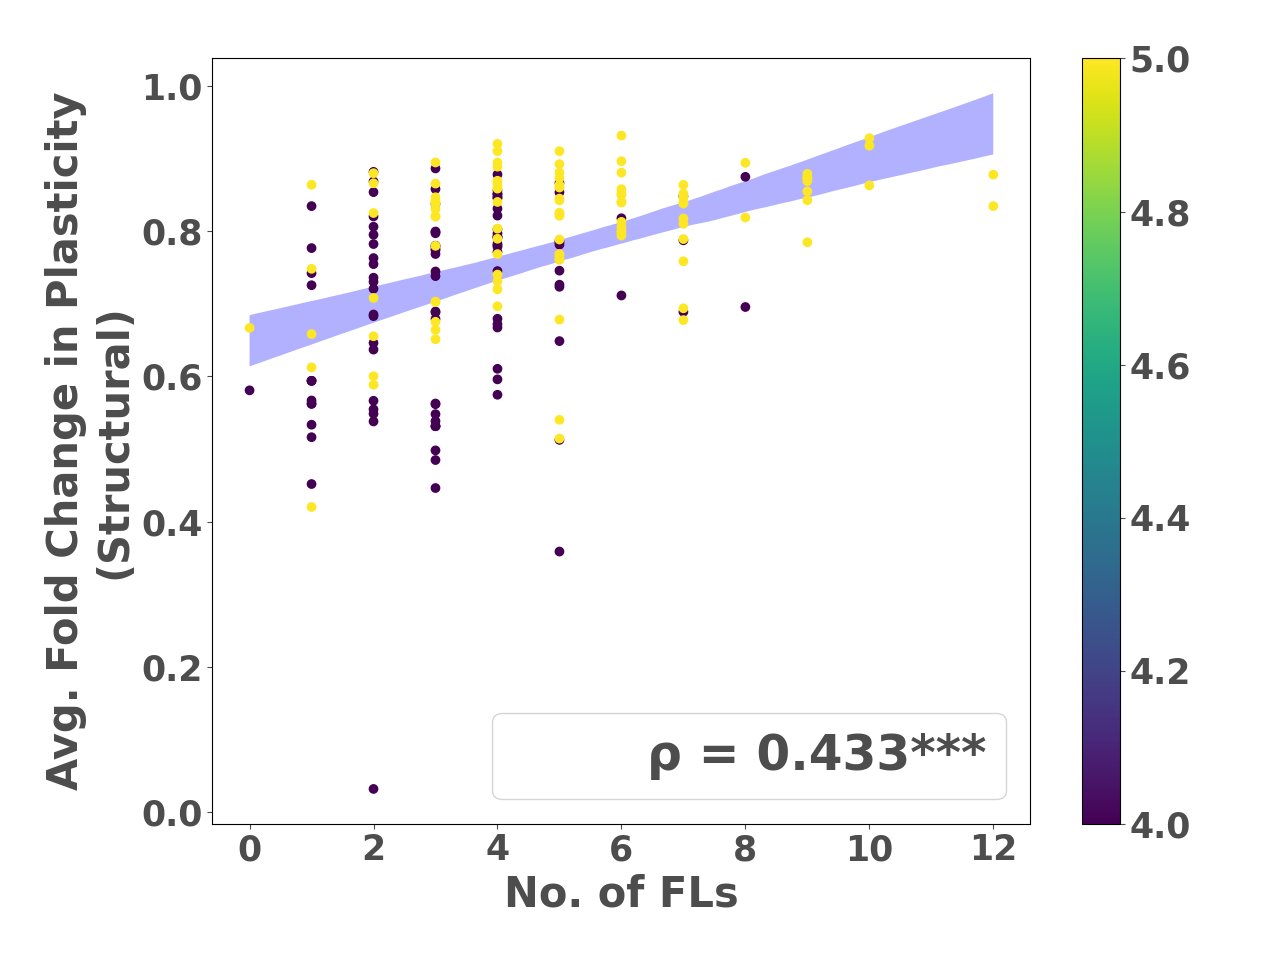 Avg. Fold Change in Plasticity
(Structural)
1.0
0.8
0.6
0.4
0.2
0.0
0 2 4 6 8 10 12
No. of FLs
ρ = 0.433***
5.0
4.8
4.6
4.4
4.2
4.0